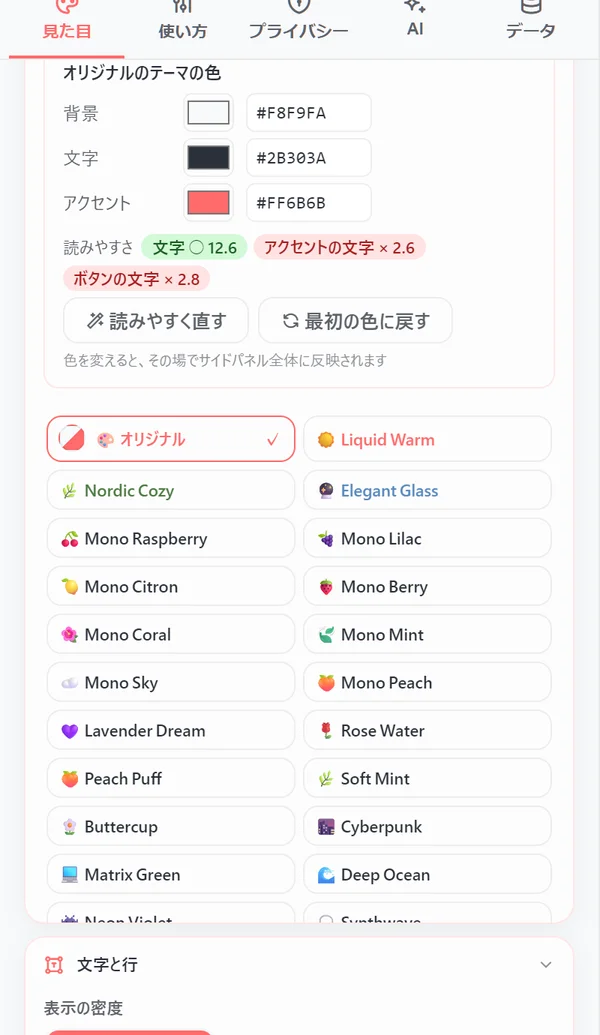 見た目 使い方 プライバシー AI データ
オリジナルのテーマの色
背景 #F8F9FA
文字 #2B303A
アクセント #FF6B6B
読みやすさ 文字 ○ 12.6 アクセントの文字 × 2.6
ボタンの文字 × 2.8
読みやすく直す 最初の色に戻す
色を変えると、その場でサイドパネル全体に反映されます
オリジナル ✓ Liquid Warm
Nordic Cozy Elegant Glass
Mono Raspberry Mono Lilac
Mono Citron Mono Berry
Mono Coral Mono Mint
Mono Sky Mono Peach
Lavender Dream Rose Water
Peach Puff Soft Mint
Buttercup Cyberpunk
Matrix Green Deep Ocean
Neon Violet Synthwave
文字と行
表示の密度